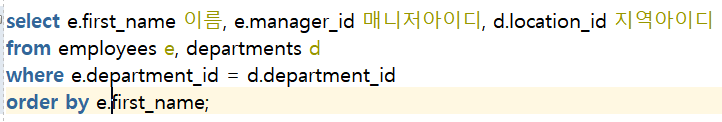 select e.first_name 이름, e.manager_id 매니저아이디, d.location_id 지역아이디
from employees e, departments d
where e.department_id = d.department_id
order by e.first_name;